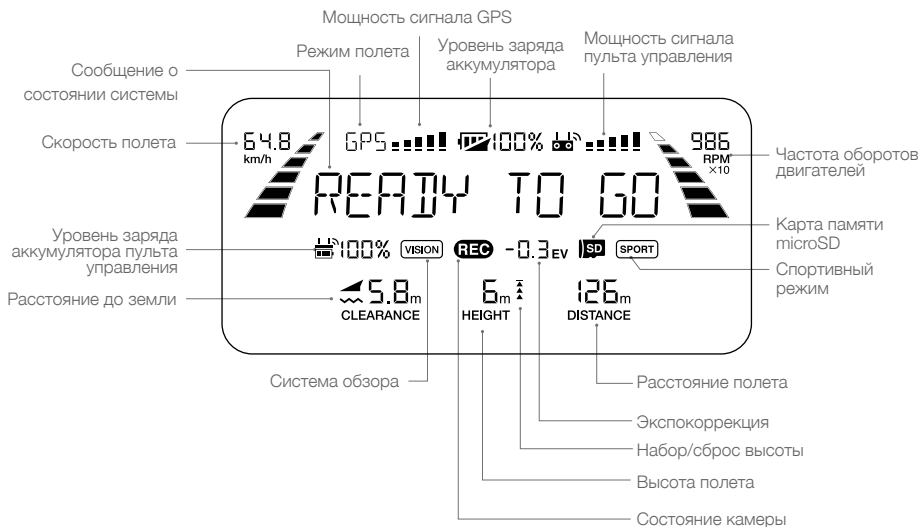 Мощность сигнала GPS
Режим полета
Уровень заряда
аккумулятора
Мощность сигнала
пульта управления
Сообщение о
состоянии системы
Скорость полета
64.8
km/h
GPS
100%
986
RPM
×10
Частота оборотов
двигателей
READY TO GO
Уровень заряда
аккумулятора пульта
управления
100%
VISION
REC
-0.3 EV
SD
SPORT
Карта памяти
microSD
Спортивный
режим
Расстояние до земли
5.8m
CLEARANCE
6m
HEIGHT
126m
DISTANCE
Система обзора
Расстояние полета
Экспокоррекция
Набор/сброс высоты
Высота полета
Состояние камеры